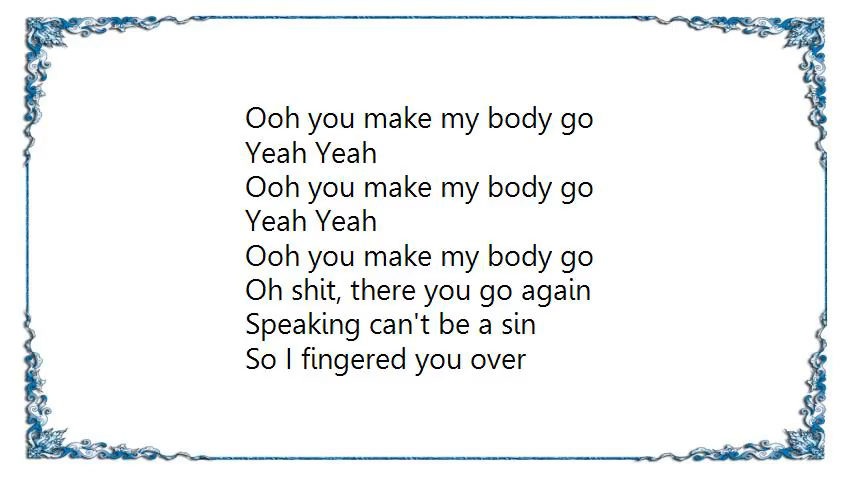 Ooh you make my body go
Yeah Yeah
Ooh you make my body go
Yeah Yeah
Ooh you make my body go
Oh shit, there you go again
Speaking can't be a sin
So I fingered you over